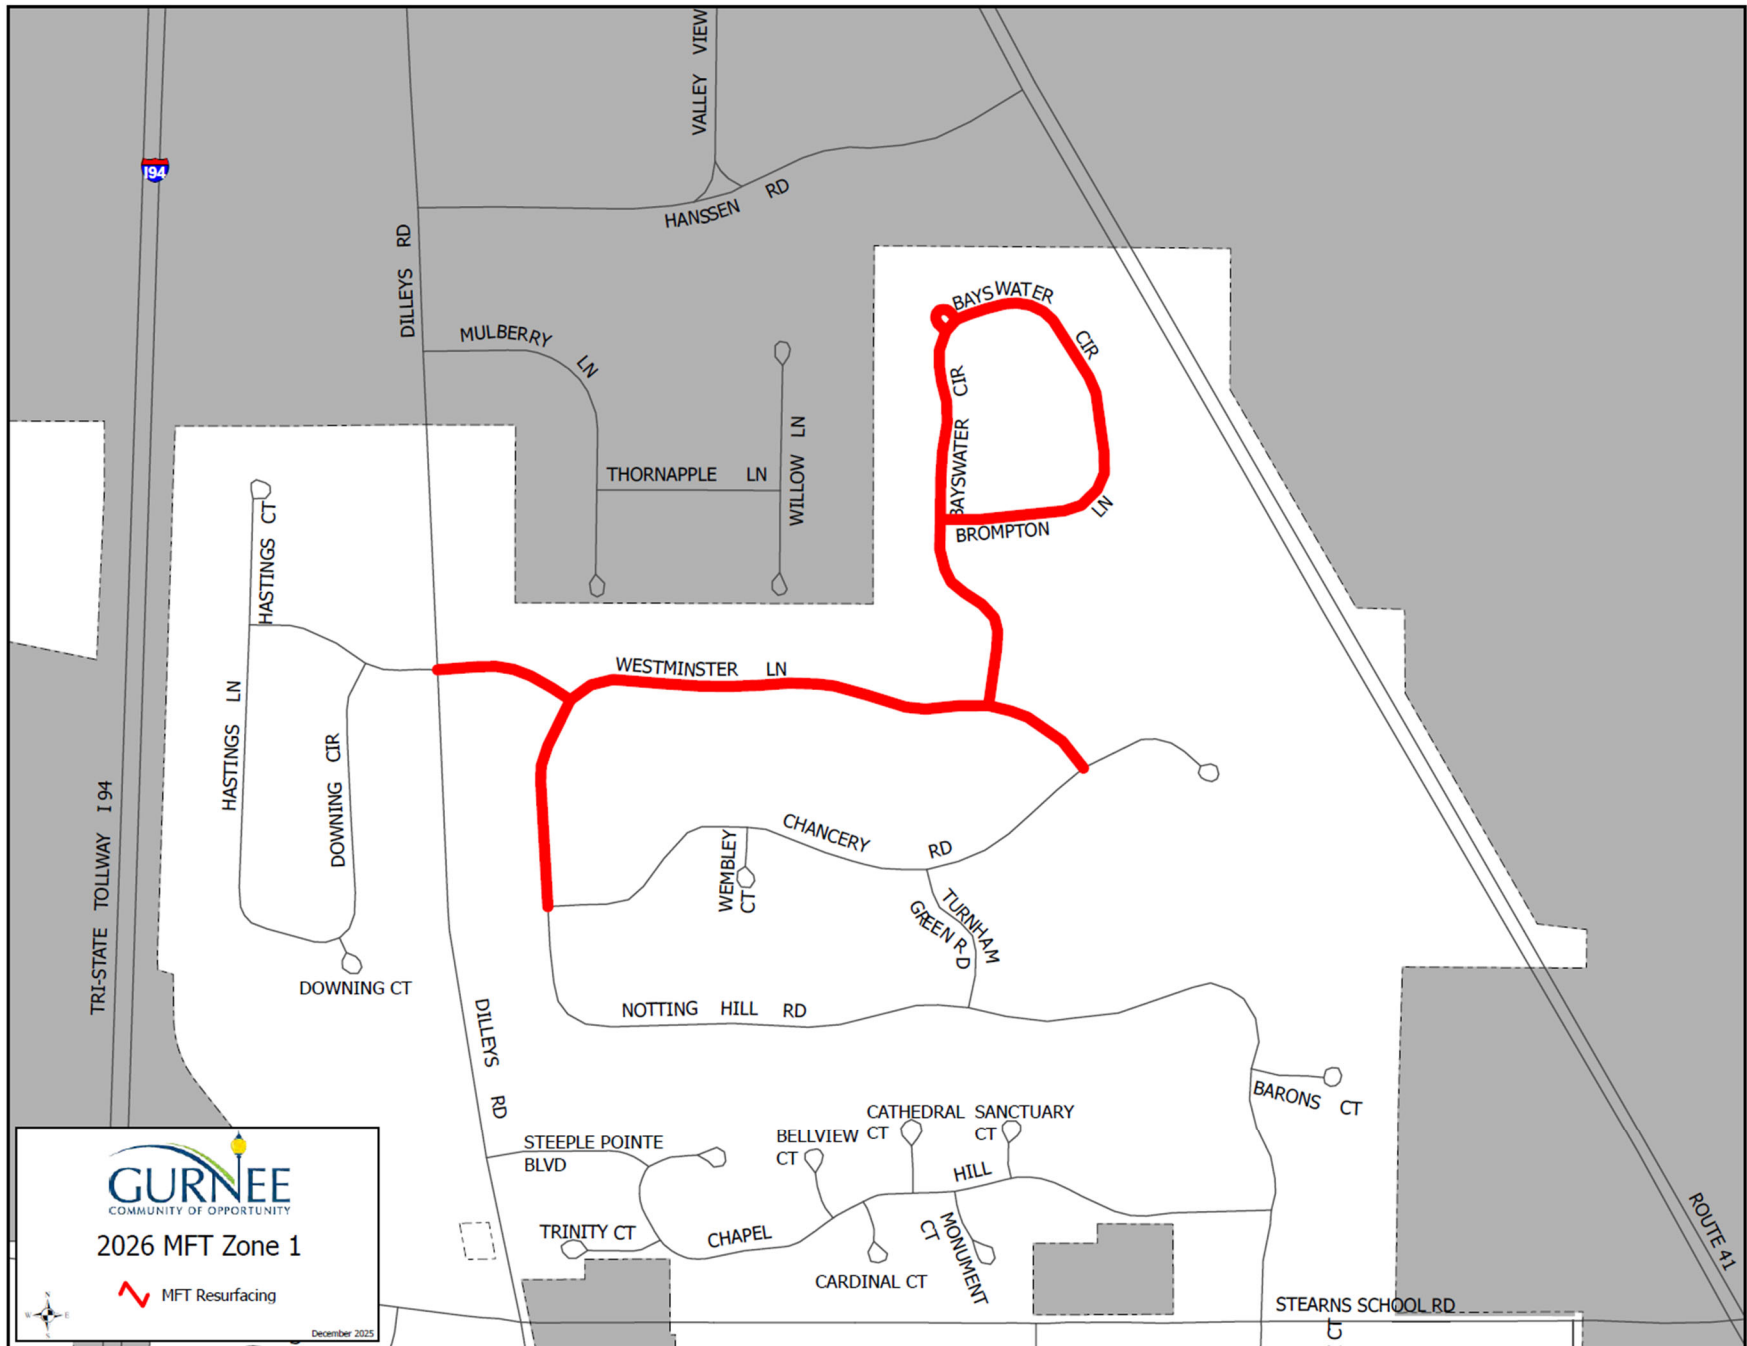 VALLEY VIEW
I94
HANSSEN RD
DILLEYS RD
BAYSWATER CIR
MULBERRY LN
BAYSWATER CIR
THORNAPPLE LN
WILLOW LN
HASTINGS CT
BROMPTON LN
WESTMINSTER LN
HASTINGS LN
DOWNING CIR
TRI-STATE TOLLWAY I 94
CHANCERY RD
WEMBLEY
CT
TURNHAM
GREEN RD
DOWNING CT
NOTTING HILL RD
DILLEYS RD
BARONS CT
CATHEDRAL
CT
SANCTUARY
CT
BELLVIEW
CT
STEEPLE POINTE
BLVD
HILL
CHAPEL
TRINITY CT
MONUMENT
CT
CARDINAL CT
ROUTE 41
STEARNS SCHOOL RD
CT
GURNEE
COMMUNITY OF OPPORTUNITY
2026 MFT Zone 1
MFT Resurfacing
N
W E
S
December 2025